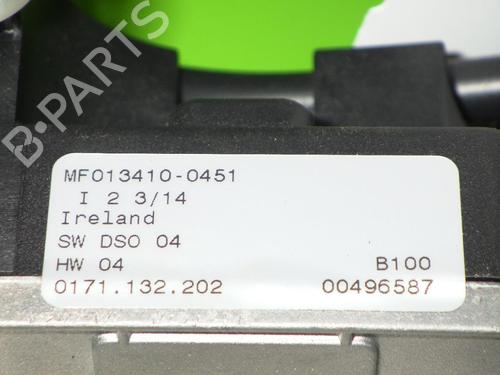 B-PARTS
MF013410-0451
I 2 3/14
Ireland
SW DSO 04
HW 04 B100
0171.132.202 00496587